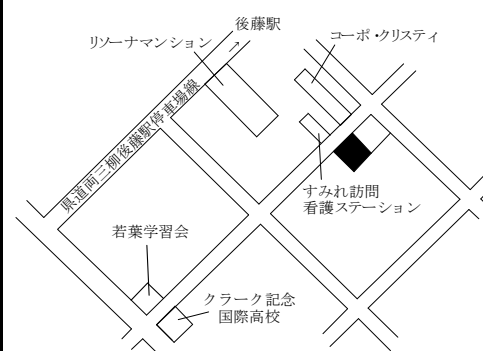 後藤駅
リソーナマンション
→
コーポ・クリスティ
県道両三柳後藤駅停車場線
すみれ訪問
看護ステーション
若葉学習会
クラーク記念
国際高校